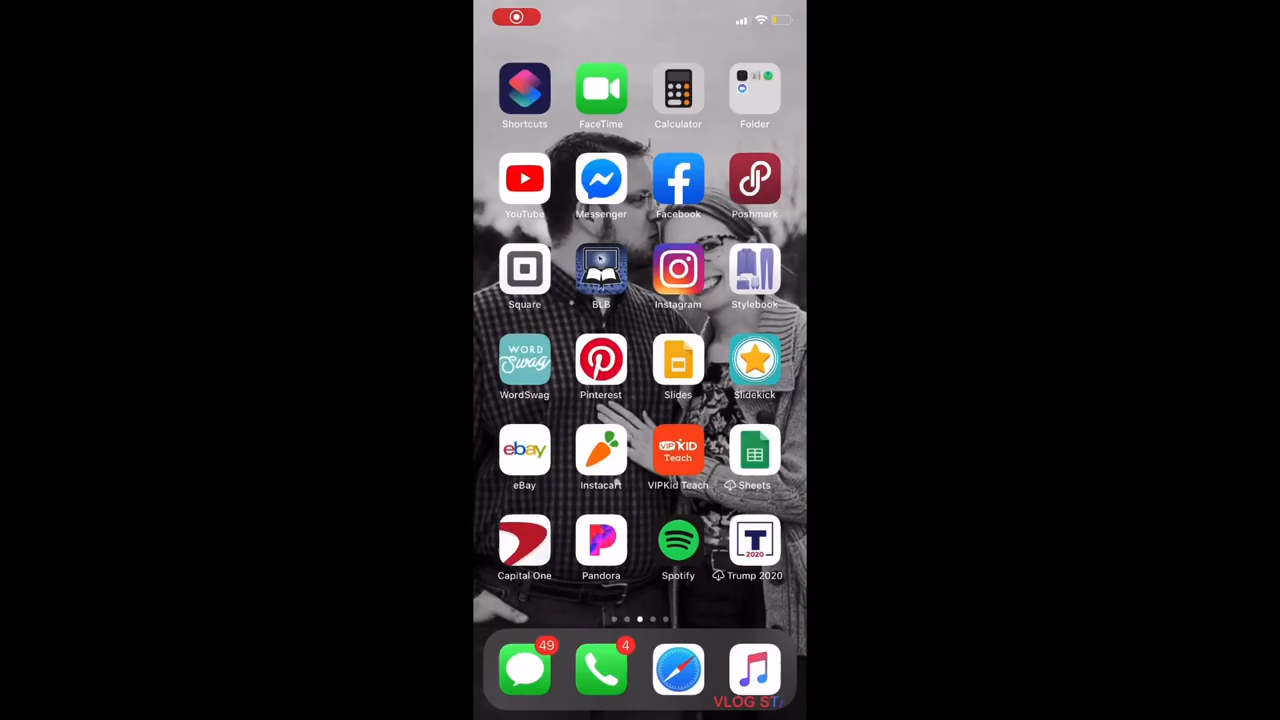 Shortcuts FaceTime Calculator Folder
YouTube Messenger Facebook Poshmark
Square BLB Instagram Stylebook
WORD
Swag
WordSwag Pinterest Slides Slidekick
ebay
VIPKID
Teach
eBay Instacart VIPKid Teach Sheets
T
2020
Capital One Pandora Spotify Trump 2020
49 4
VLOG ST